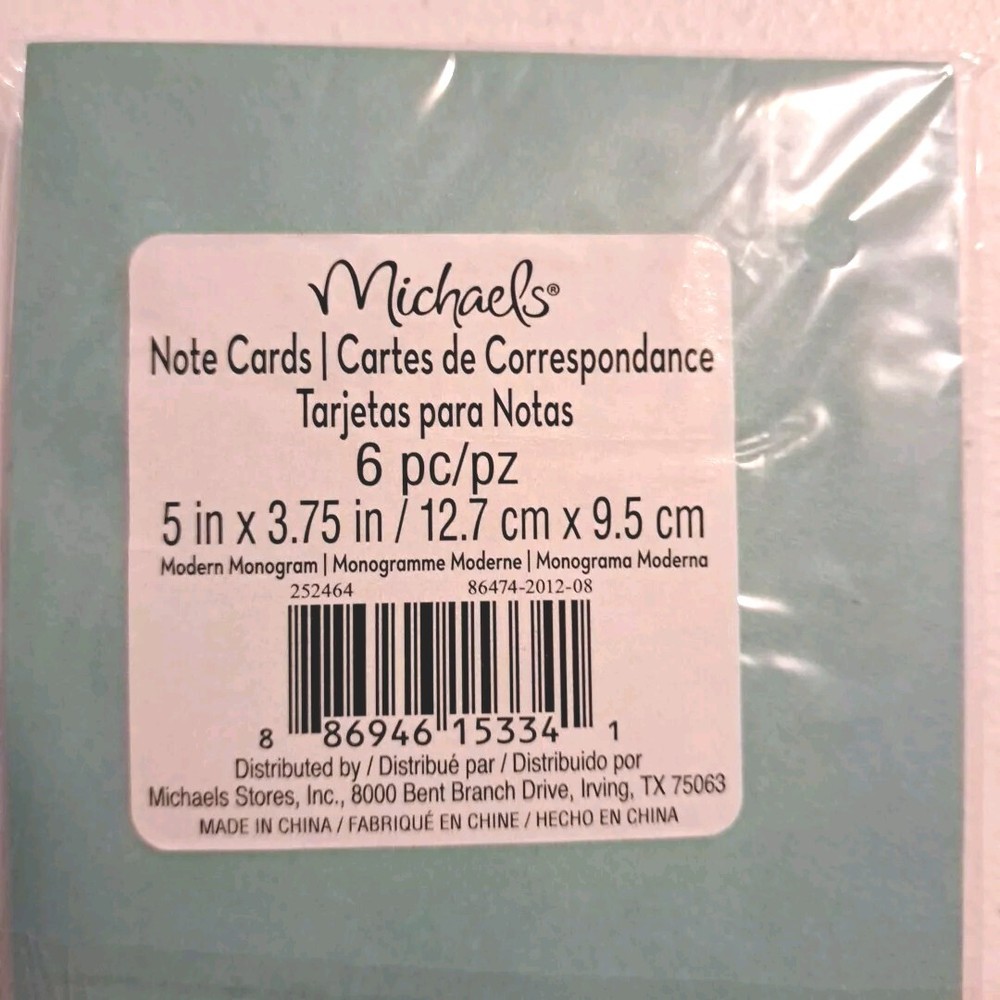 Michaels®
Note Cards | Cartes de Correspondance
Tarjetas para Notas
6 pc/pz
5 in x 3.75 in / 12.7 cm x 9.5 cm
Modern Monogram | Monogramme Moderne | Monograma Moderna
252464 86474-2012-08
8 86946 15334 1
Distributed by / Distribué par / Distribuido por
Michaels Stores, Inc., 8000 Bent Branch Drive, Irving, TX 75063
MADE IN CHINA / FABRIQUÉ EN CHINE / HECHO EN CHINA